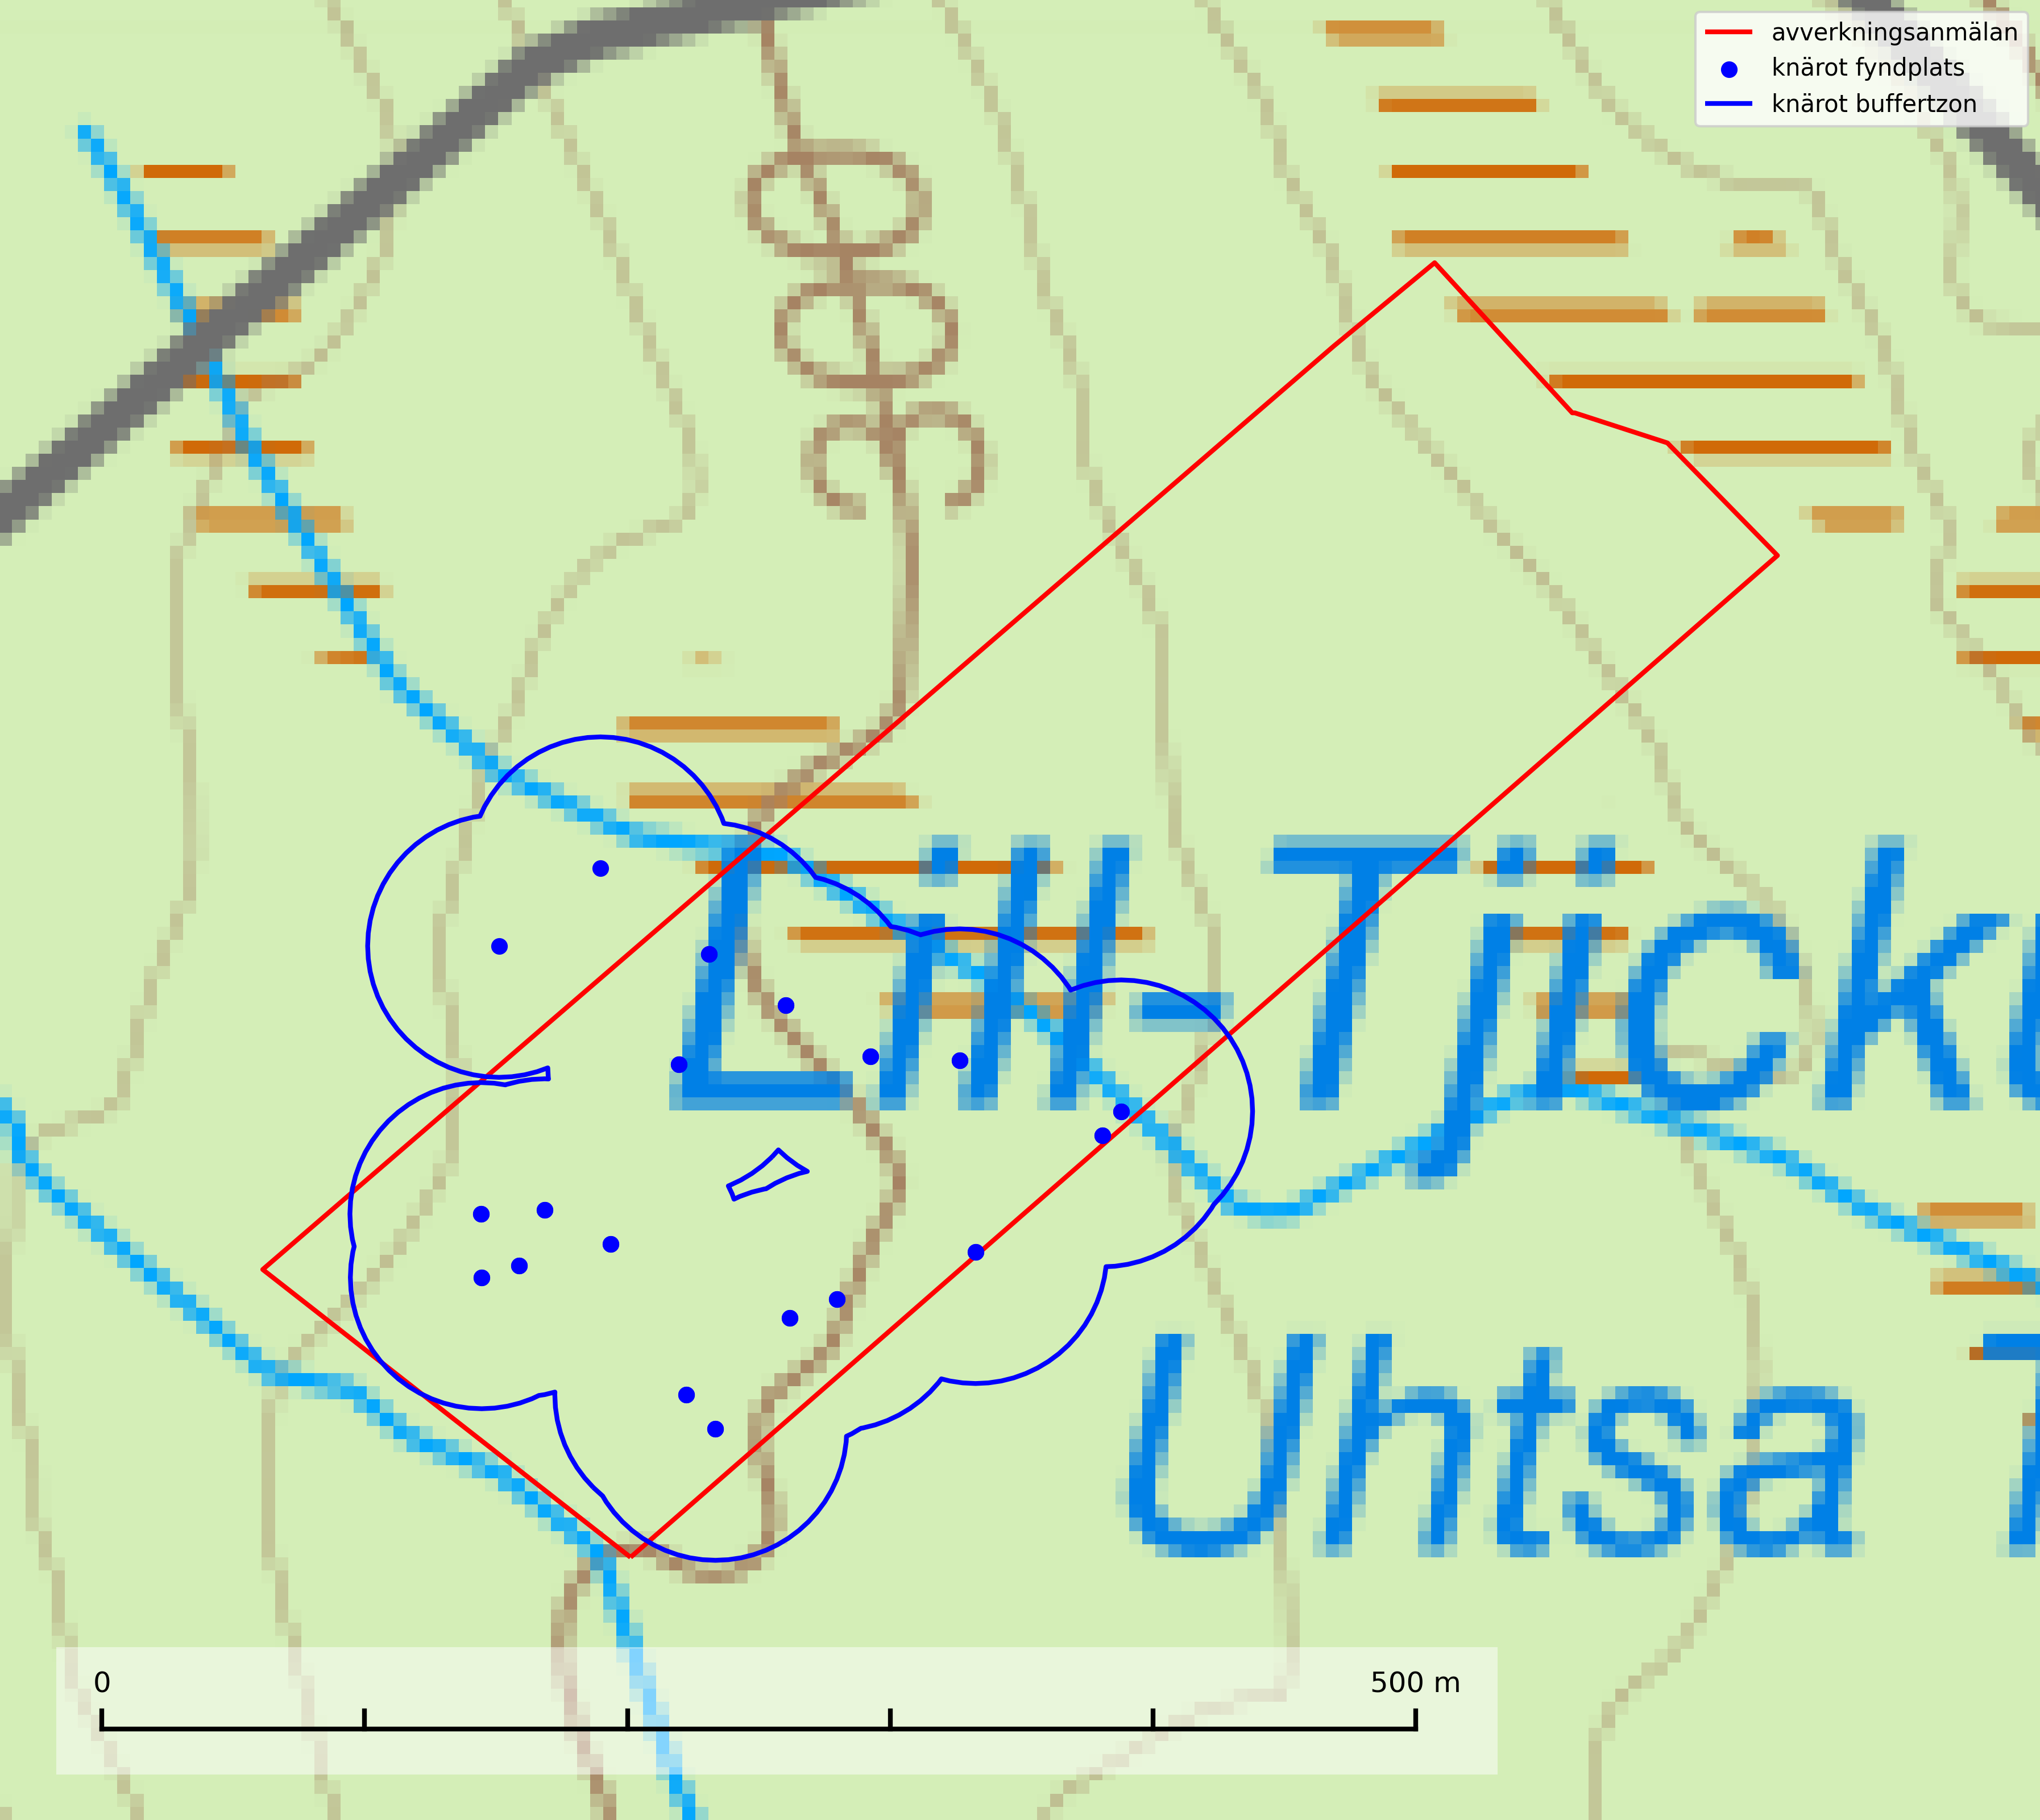 avverkningsanmälan
knärot fyndplats
knärot buffertzon
Uhtsa
0 500 m